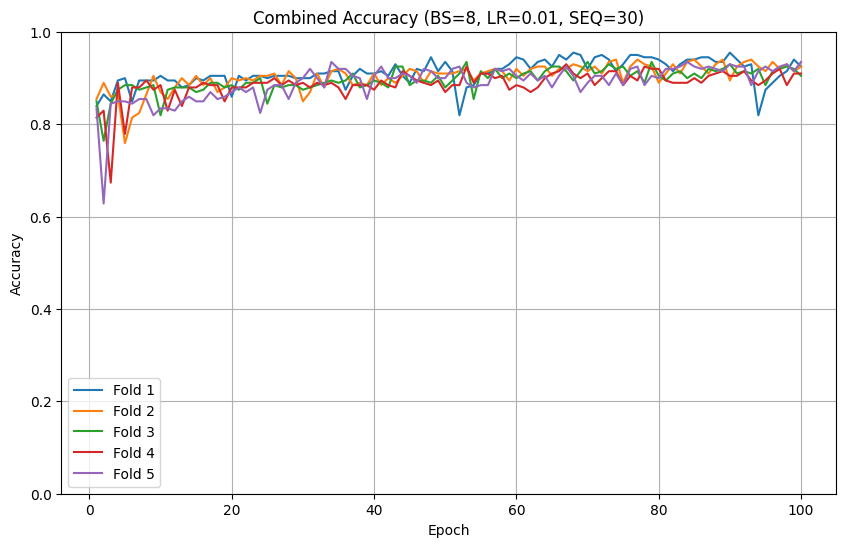 Combined Accuracy (BS=8, LR=0.01, SEQ=30)
1.0
0.8
0.6
0.4
0.2
0.0
Accuracy
Fold 1
Fold 2
Fold 3
Fold 4
Fold 5
0 20 40 60 80 100
Epoch